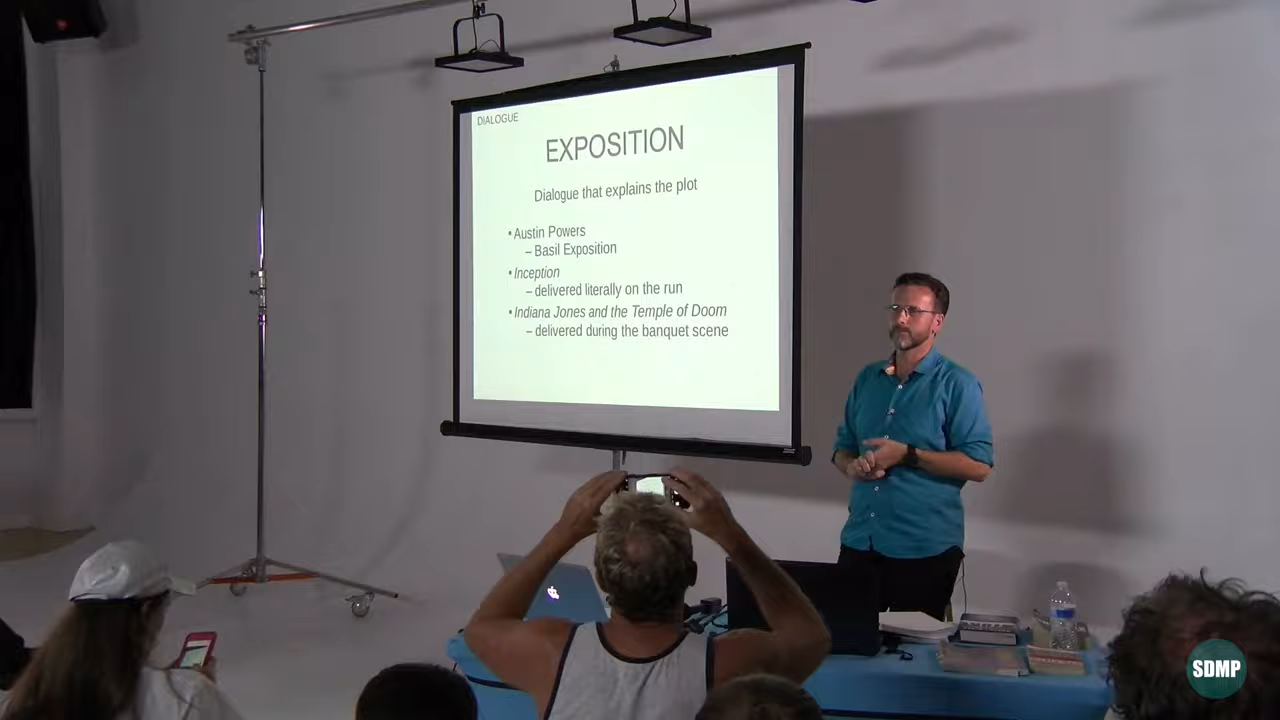 DIALOGUE
EXPOSITION
Dialogue that explains the plot
• Austin Powers
– Basil Exposition
• Inception
– delivered literally on the run
• Indiana Jones and the Temple of Doom
– delivered during the banquet scene
SDMP